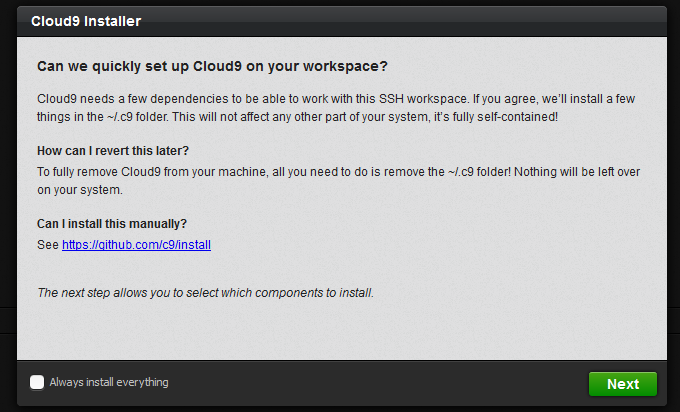 Cloud9 Installer
Can we quickly set up Cloud9 on your workspace?
Cloud9 needs a few dependencies to be able to work with this SSH workspace. If you agree, we'll install a few
things in the ~/.c9 folder. This will not affect any other part of your system, it's fully self-contained!
How can I revert this later?
To fully remove Cloud9 from your machine, all you need to do is remove the ~/.c9 folder! Nothing will be left over
on your system.
Can I install this manually?
See https://github.com/c9/install
The next step allows you to select which components to install.
Always install everything
Next